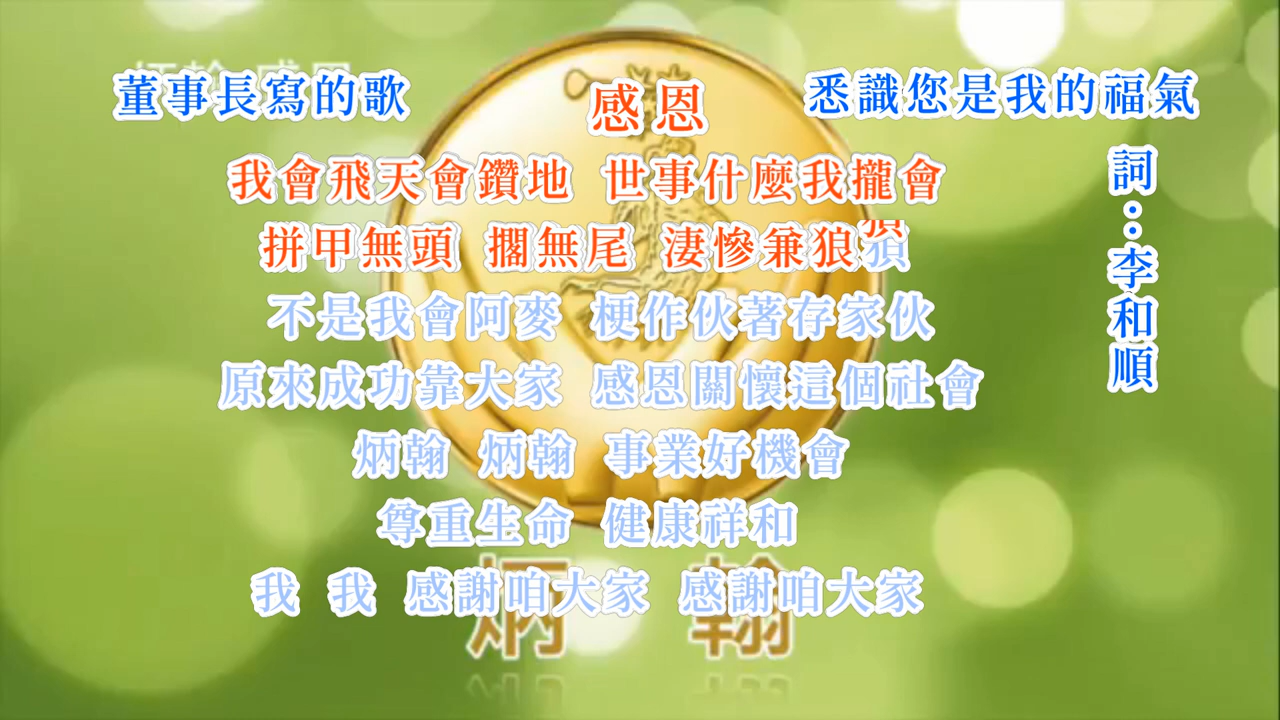 董事長寫的歌
感恩
悉識您是我的福氣
詞：李和順
我會飛天會鑽地 世事什麼我攏會
拼甲無頭 擱無尾 淒慘兼狼狽
不是我會阿麥 梗作伙著存家伙
原來成功靠大家 感恩關懷這個社會
炳翰 炳翰 事業好機會
尊重生命 健康祥和
我 我 感謝咱大家 感謝咱大家
炳翰